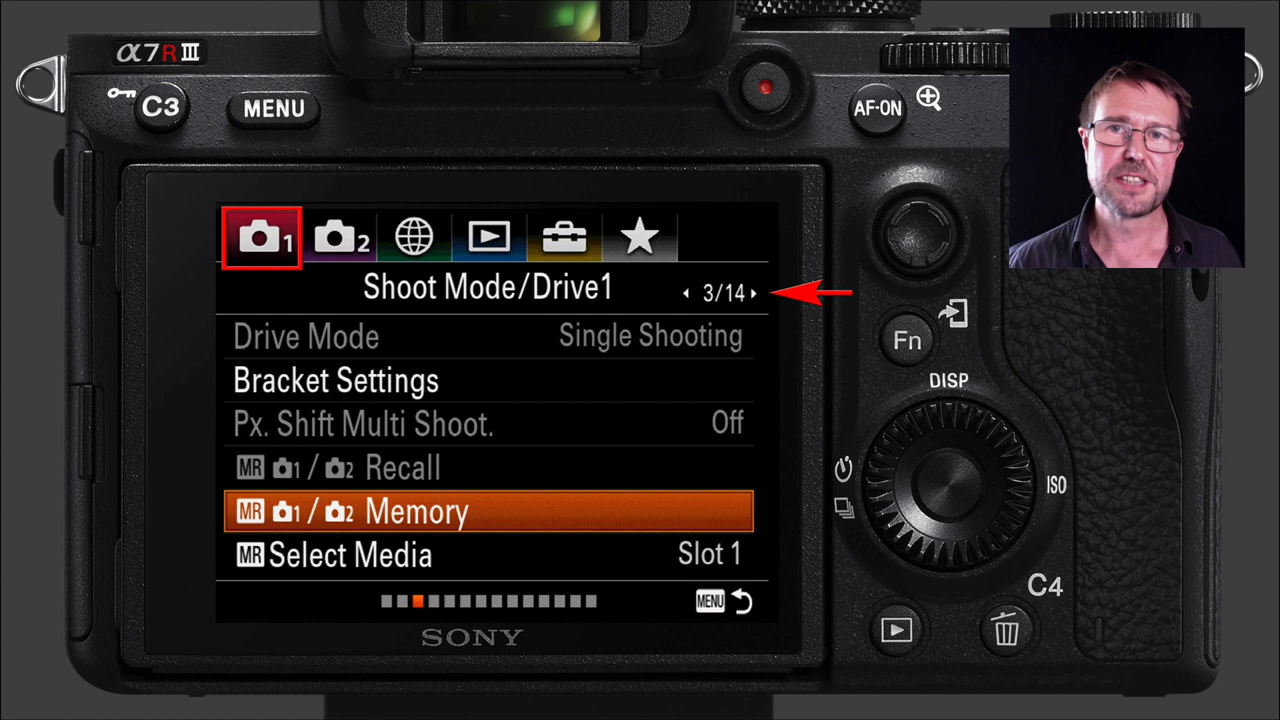 α7RIII
C3
MENU
AF-ON
1
2
Shoot Mode/Drive1
3/14
Drive Mode Single Shooting
Bracket Settings
Px. Shift Multi Shoot. Off
MR 1 / 2 Recall
MR 1 / 2 Memory
MR Select Media Slot 1
MENU
SONY
Fn
DISP
ISO
C4